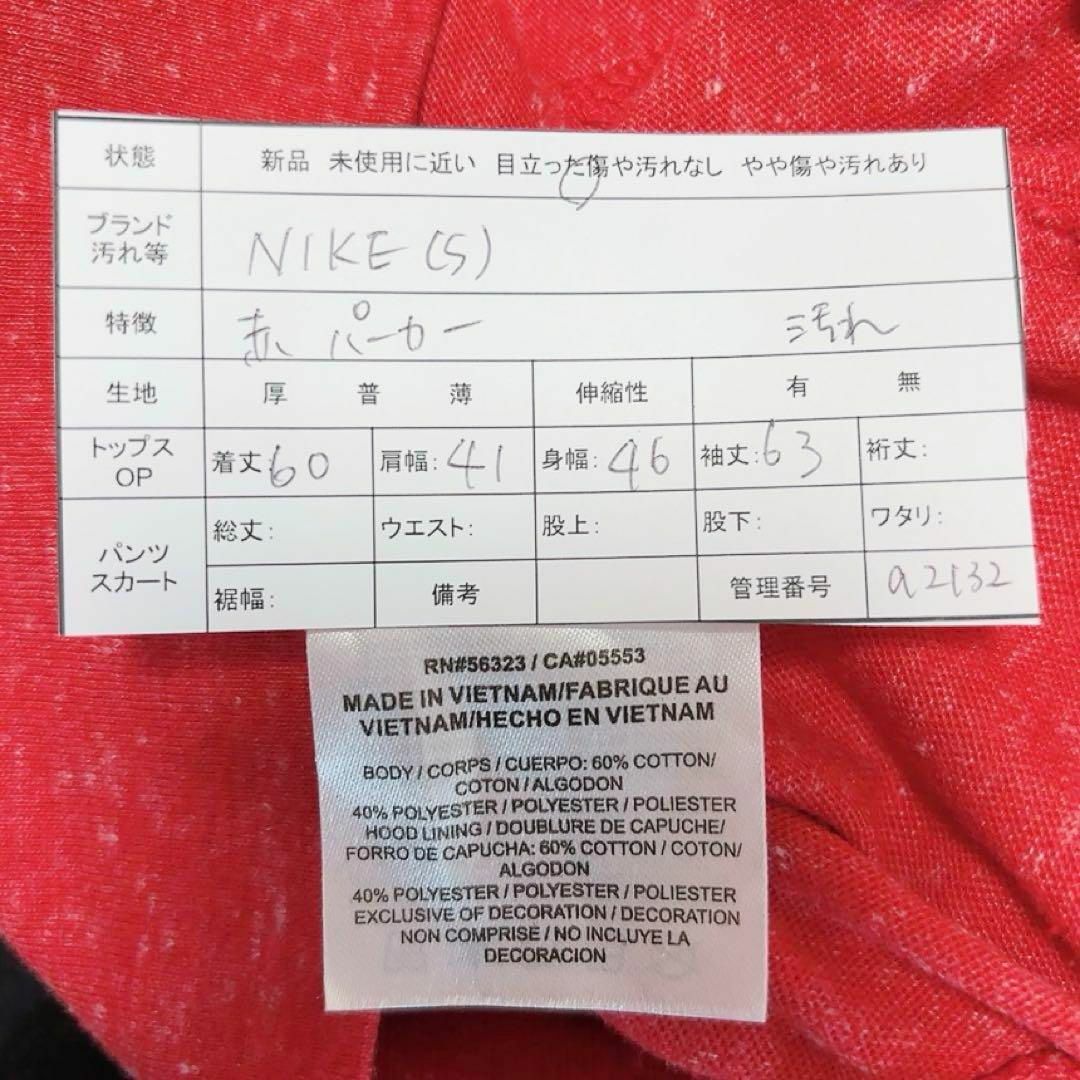 状態 新品 未使用に近い 目立った傷や汚れなし やや傷や汚れあり
ブランド
汚れ等
NIKE (S)
特徴 赤 パーカー 汚れ
生地 厚 普 薄 伸縮性 有 無
トップス
OP
着丈:60 肩幅:41 身幅:46 袖丈:63 裄丈:
パンツ
スカート
総丈: ウエスト: 股上: 股下: ワタリ:
裾幅: 備考 管理番号 a2132
RN#56323 / CA#05553
MADE IN VIETNAM/FABRIQUE AU
VIETNAM/HECHO EN VIETNAM
BODY / CORPS / CUERPO: 60% COTTON/
COTON / ALGODON
40% POLYESTER / POLYESTER / POLIESTER
HOOD LINING / DOUBLURE DE CAPUCHE/
FORRO DE CAPUCHA: 60% COTTON / COTON/
ALGODON
40% POLYESTER / POLYESTER / POLIESTER
EXCLUSIVE OF DECORATION / DECORATION
NON COMPRISE / NO INCLUYE LA
DECORACION